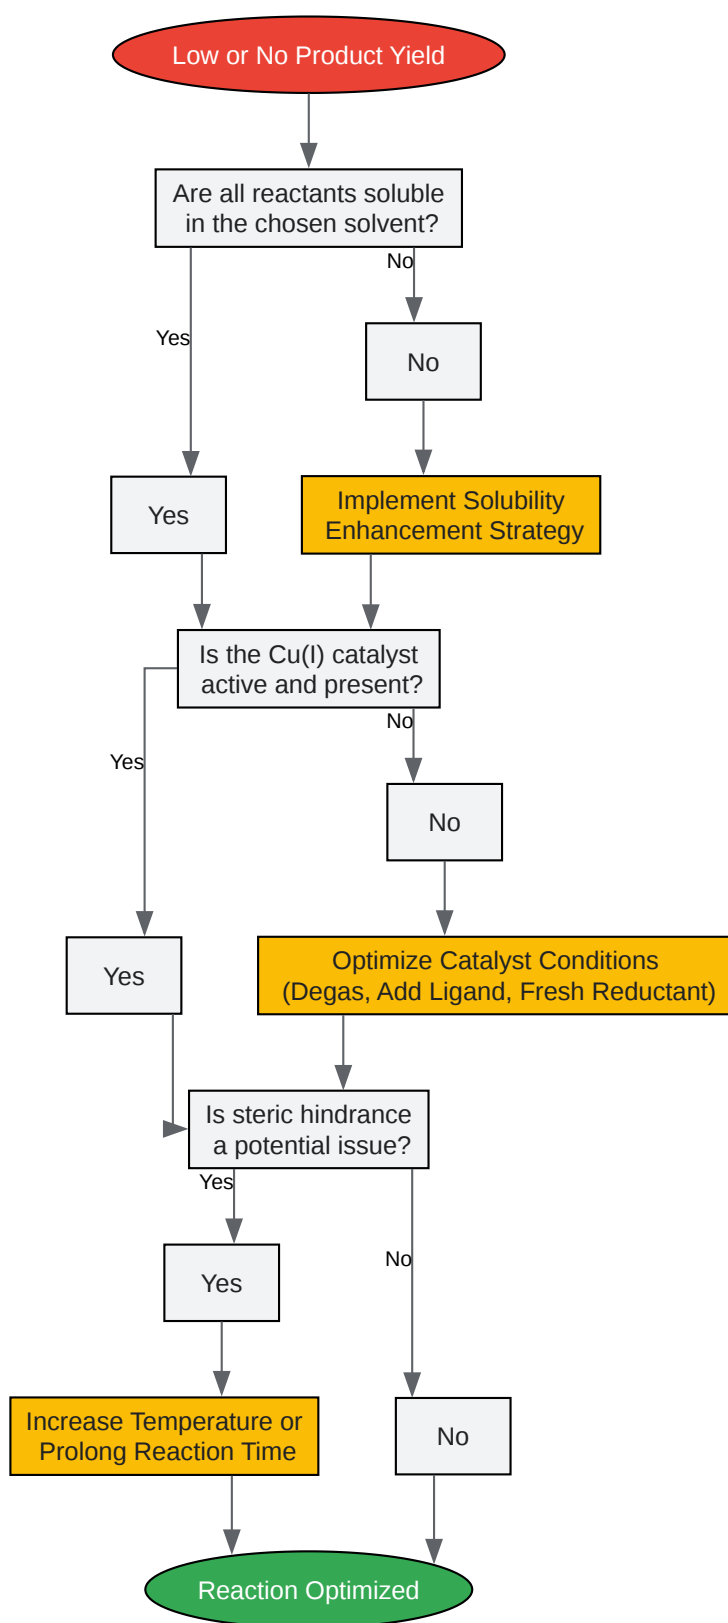 Low or No Product Yield
Are all reactants soluble
in the chosen solvent?
No
Yes
No
Yes
Implement Solubility
Enhancement Strategy
Is the Cu(I) catalyst
active and present?
No
Yes
No
Yes
Optimize Catalyst Conditions
(Degas, Add Ligand, Fresh Reductant)
Is steric hindrance
a potential issue?
Yes
No
Yes
Increase Temperature or
Prolong Reaction Time
No
Reaction Optimized